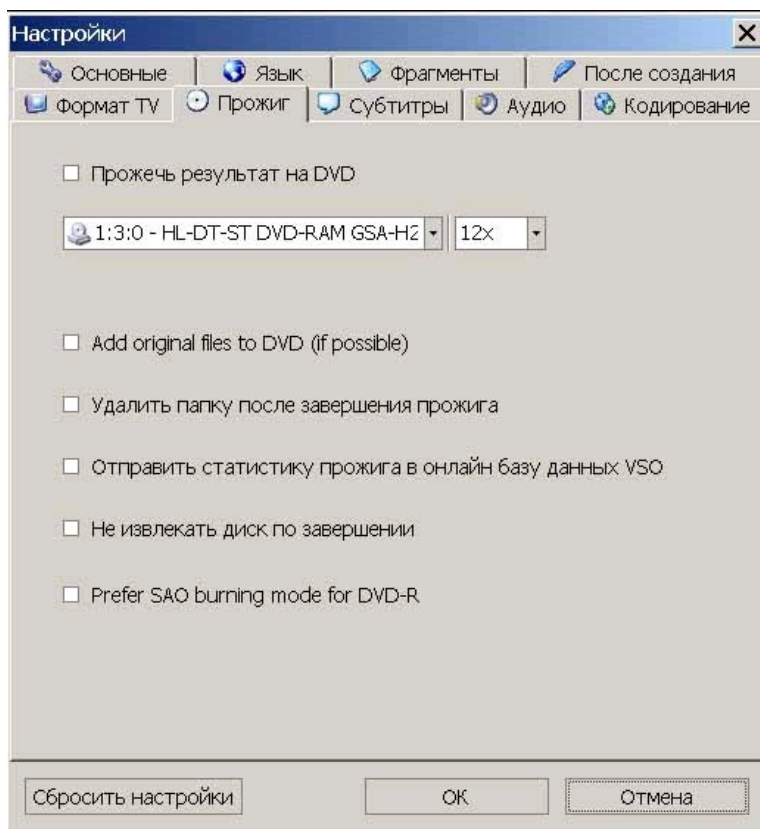 Настройки
Основные Язык Фрагменты После создания
Формат TV Прожиг Субтитры Аудио Кодирование
Прожечь результат на DVD
1:3:0 - HL-DT-ST DVD-RAM GSA-H2 12x
Add original files to DVD (if possible)
Удалить папку после завершения прожига
Отправить статистику прожига в онлайн базу данных VSO
Не извлекать диск по завершении
Prefer SAO burning mode for DVD-R
Сбросить настройки ОК Отмена